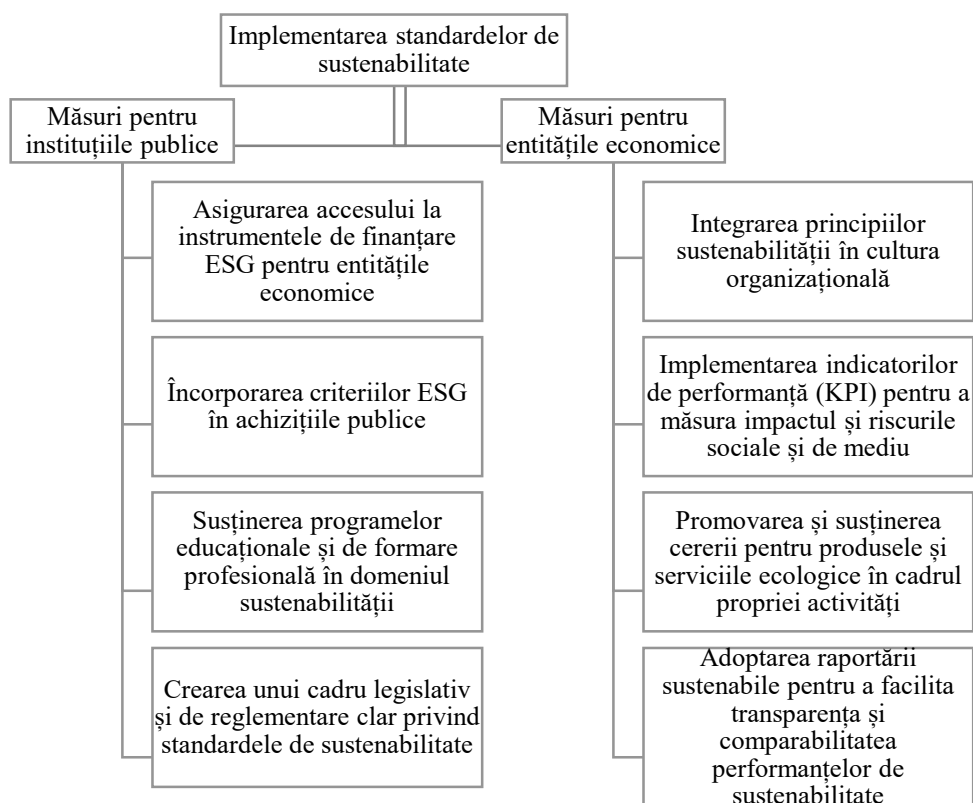 Implementarea standardelor de
sustenabilitate
Măsuri pentru
instituțiile publice
Asigurarea accesului la
instrumentele de finanțare
ESG pentru entitățile
economice
Încorporarea criteriilor ESG
în achizițiile publice
Susținerea programelor
educaționale și de formare
profesională în domeniul
sustenabilității
Crearea unui cadru legislativ
și de reglementare clar privind
standardele de sustenabilitate
Măsuri pentru
entitățile economice
Integrarea principiilor
sustenabilității în cultura
organizațională
Implementarea indicatorilor
de performanță (KPI) pentru a
măsura impactul și riscurile
sociale și de mediu
Promovarea și susținerea
cererii pentru produsele și
serviciile ecologice în cadrul
propriei activități
Adoptarea raportării
sustenabile pentru a facilita
transparența și
comparabilitatea
performanțelor de
sustenabilitate